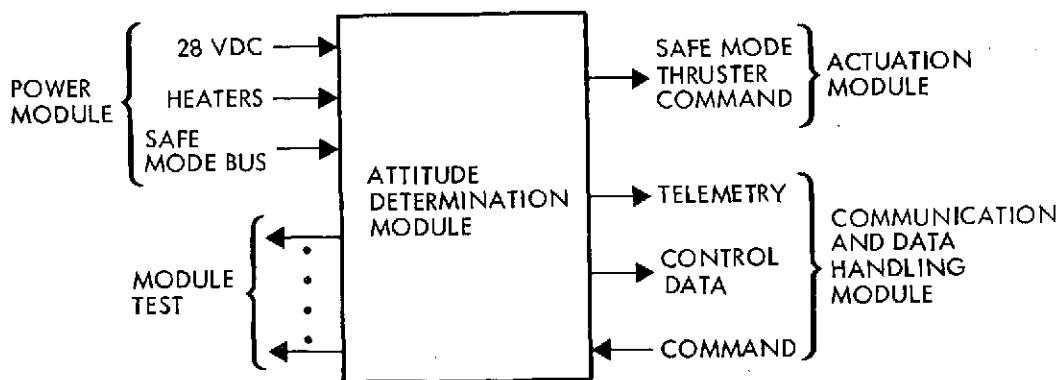 POWER
MODULE
28 VDC
HEATERS
SAFE
MODE BUS
MODULE
TEST
ATTITUDE
DETERMINATION
MODULE
SAFE MODE
THRUSTER
COMMAND
ACTUATION
MODULE
TELEMETRY
CONTROL
DATA
COMMAND
COMMUNICATION
AND DATA
HANDLING
MODULE